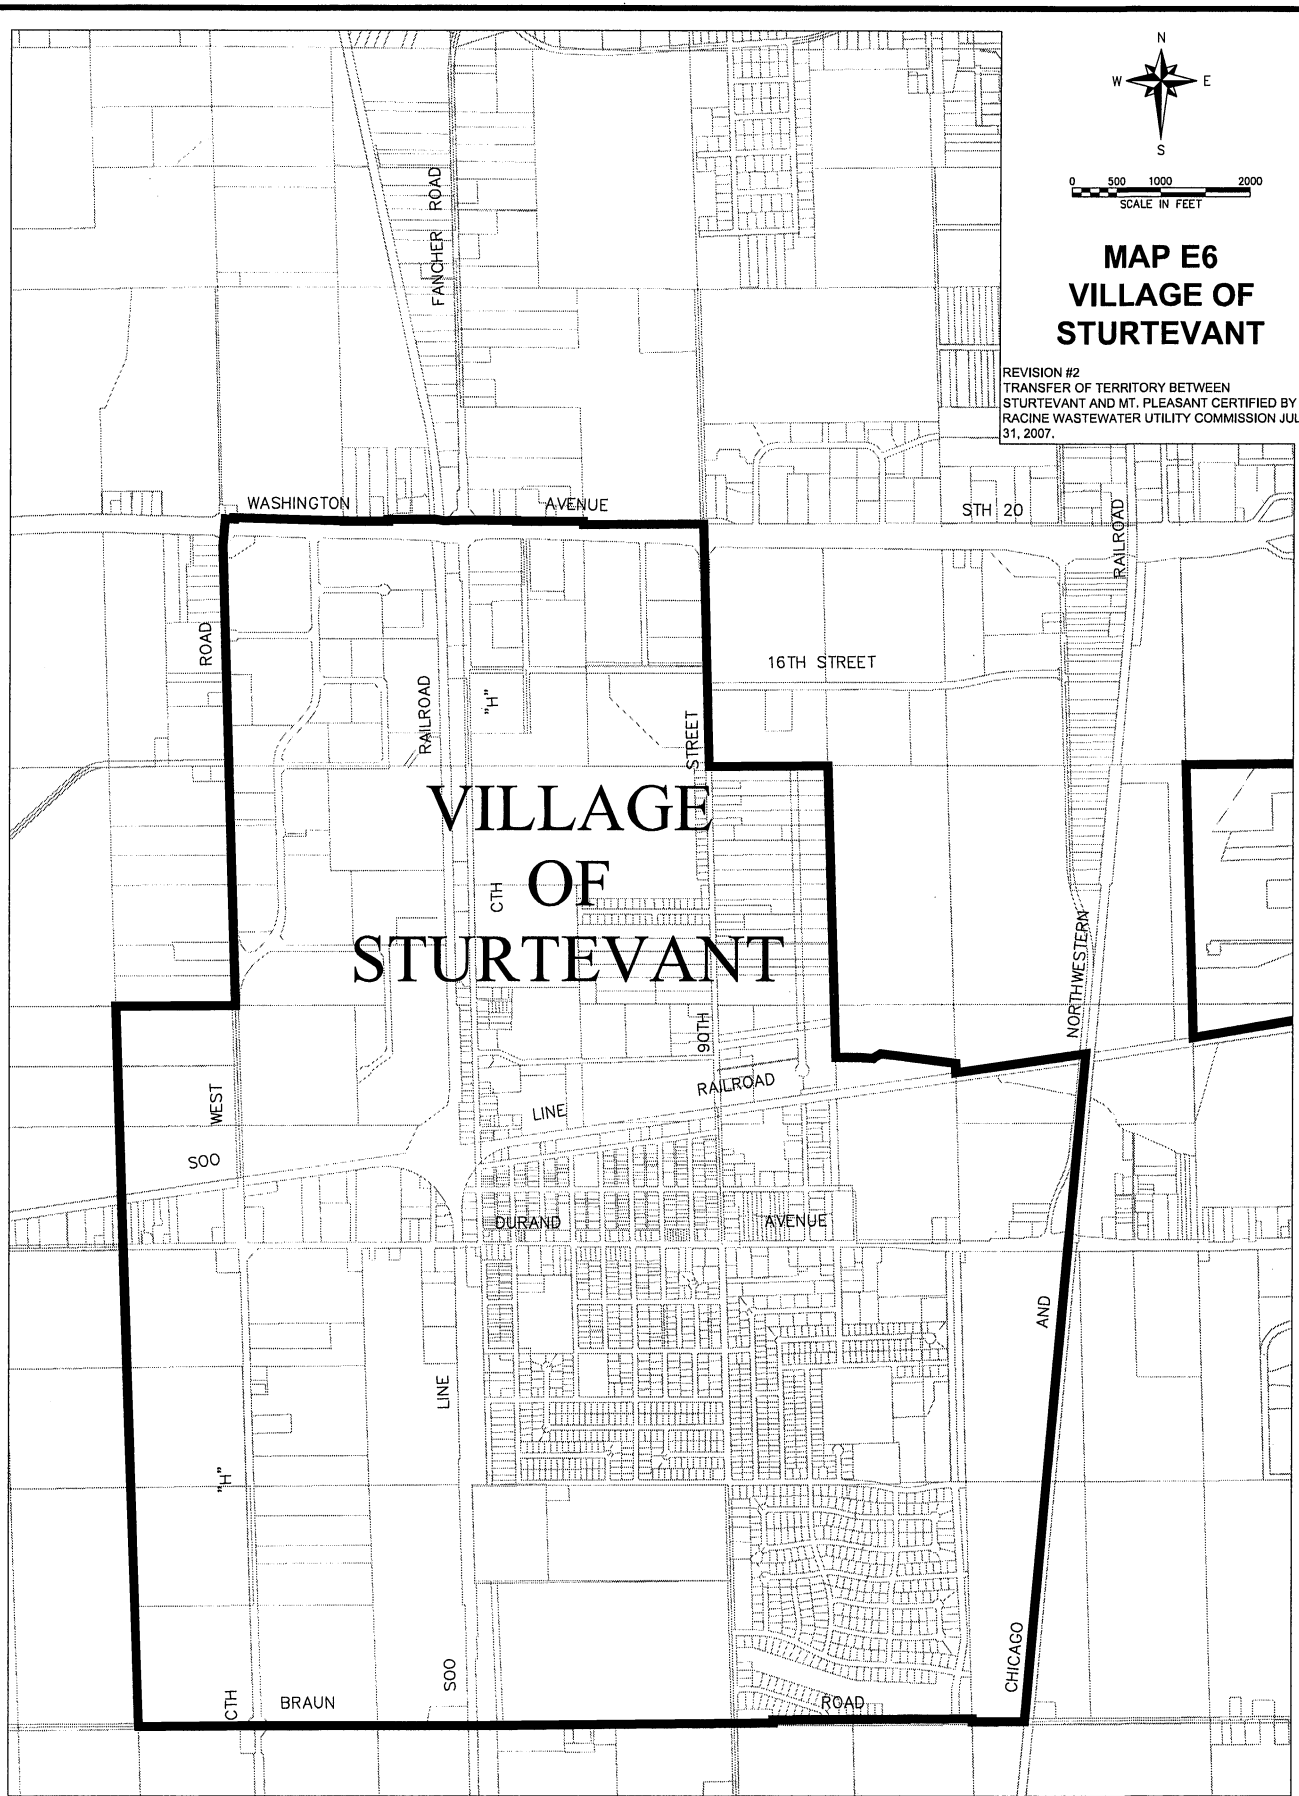 N
W E
S
0 500 1000 2000
SCALE IN FEET
MAP E6
VILLAGE OF
STURTEVANT
REVISION #2
TRANSFER OF TERRITORY BETWEEN
STURTEVANT AND MT. PLEASANT CERTIFIED BY
RACINE WASTEWATER UTILITY COMMISSION JUL
31, 2007.
FANCHER ROAD
WASHINGTON AVENUE
STH 20
RAILROAD
ROAD
RAILROAD
"H"
STREET
16TH STREET
VILLAGE
OF
STURTEVANT
CTH
90TH
NORTHWESTERN
WEST
SOO
LINE
RAILROAD
DURAND AVENUE
AND
LINE
"H"
SOO
CHICAGO
CTH
BRAUN ROAD